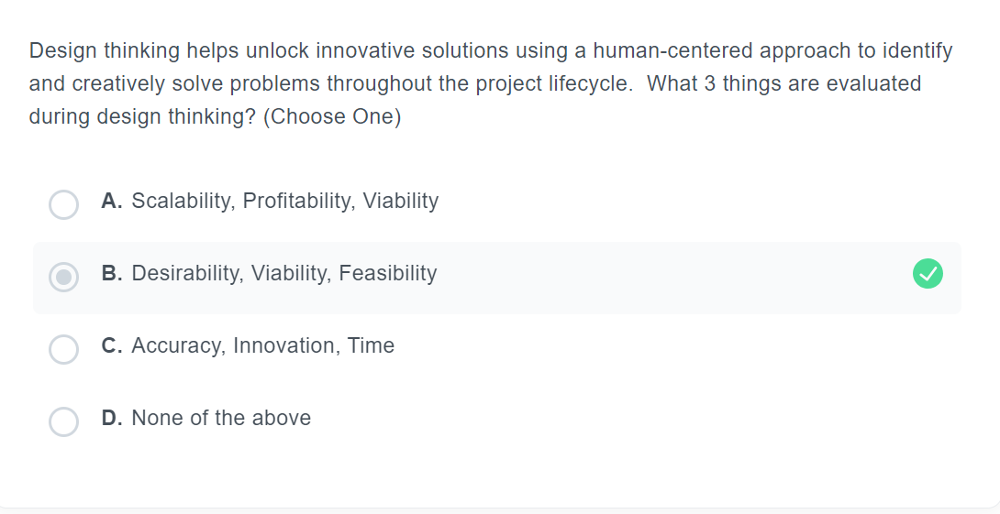 Design thinking helps unlock innovative solutions using a human-centered approach to identify
and creatively solve problems throughout the project lifecycle.  What 3 things are evaluated
during design thinking? (Choose One)
A. Scalability, Profitability, Viability
B. Desirability, Viability, Feasibility
C. Accuracy, Innovation, Time
D. None of the above